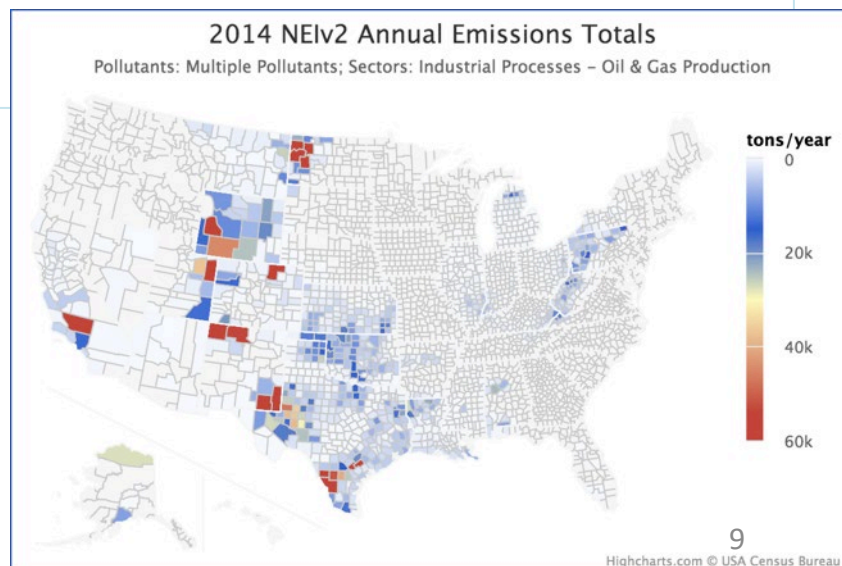 2014 NEIv2 Annual Emissions Totals
Pollutants: Multiple Pollutants; Sectors: Industrial Processes – Oil & Gas Production
tons/year
0
20k
40k
60k
9
Highcharts.com © USA Census Bureau